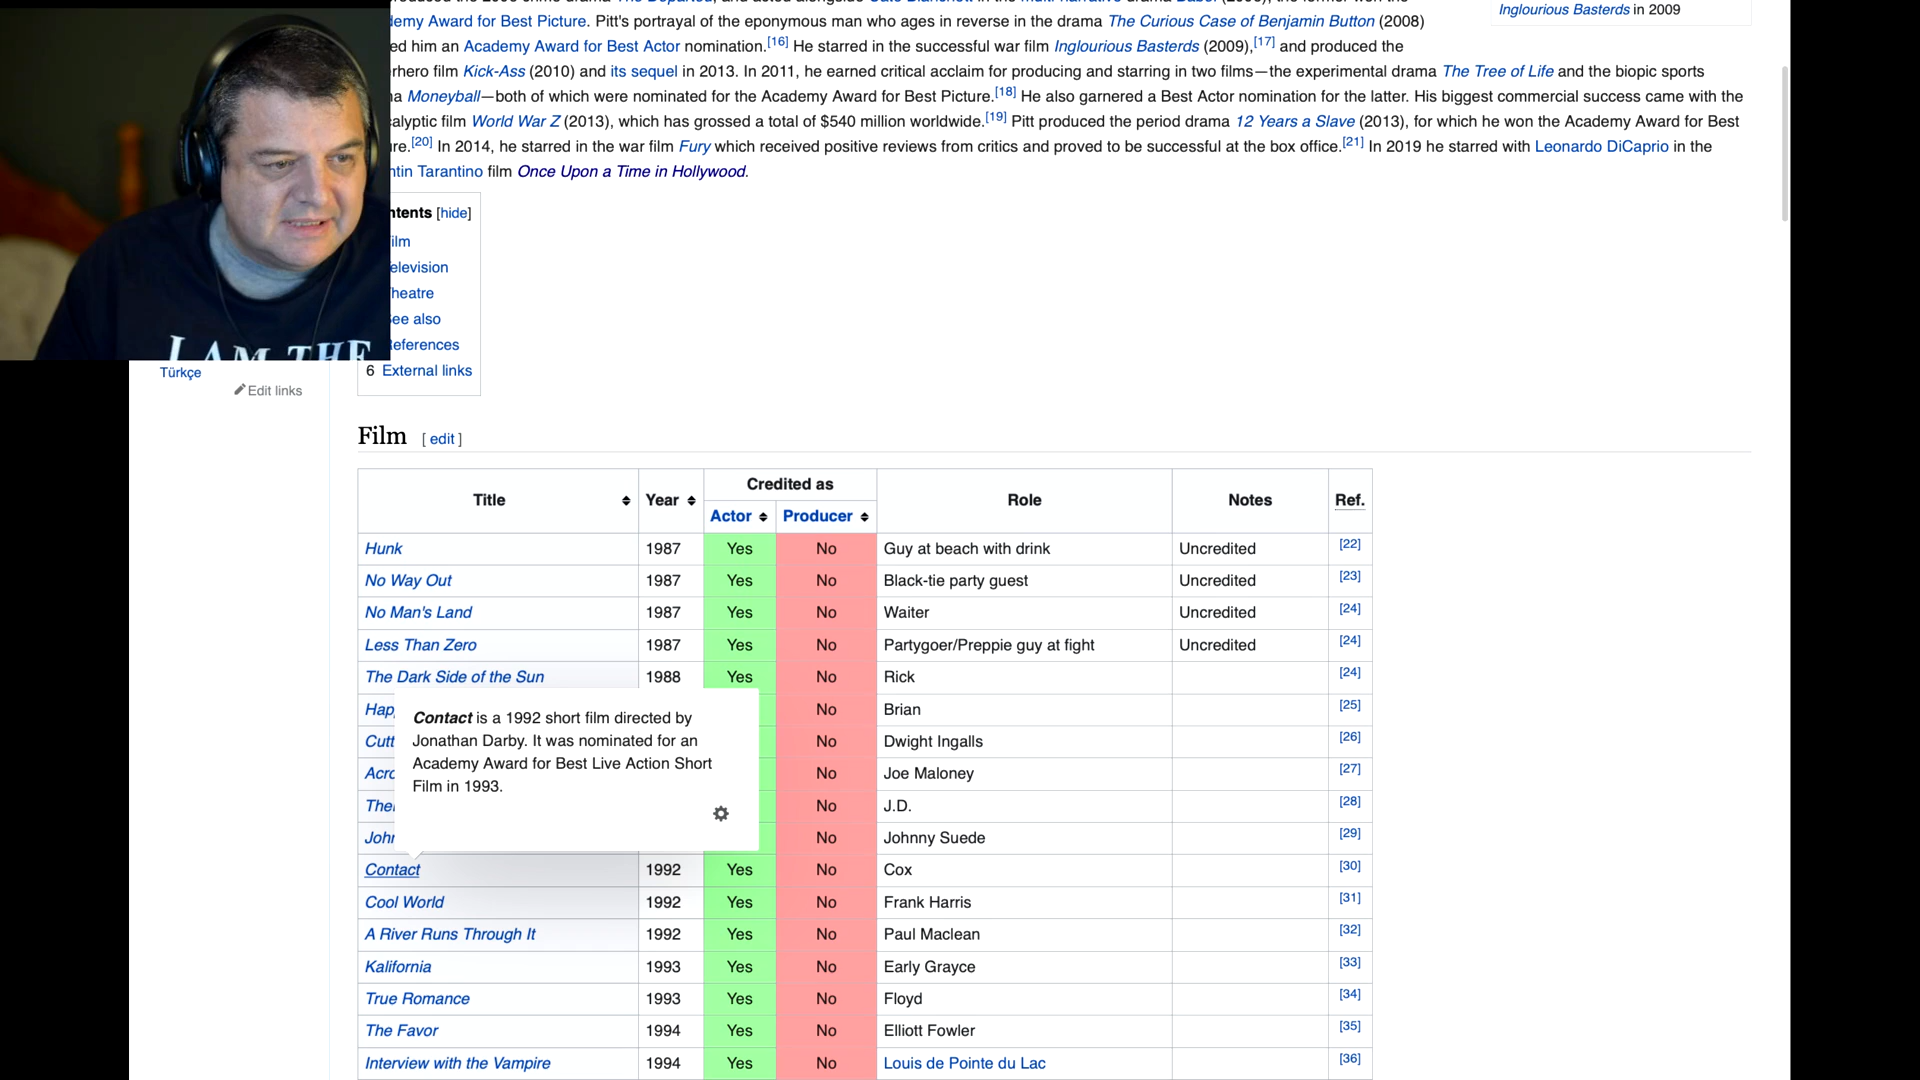 Academy Award for Best Picture. Pitt's portrayal of the eponymous man who ages in reverse in the drama The Curious Case of Benjamin Button (2008)
him an Academy Award for Best Actor nomination.[16] He starred in the successful war film Inglourious Basterds (2009),[17] and produced the
film Kick-Ass (2010) and its sequel in 2013. In 2011, he earned critical acclaim for producing and starring in two films—the experimental drama The Tree of Life and the biopic sports
Moneyball—both of which were nominated for the Academy Award for Best Picture.[18] He also garnered a Best Actor nomination for the latter. His biggest commercial success came with the
film World War Z (2013), which has grossed a total of $540 million worldwide.[19] Pitt produced the period drama 12 Years a Slave (2013), for which he won the Academy Award for Best
[20] In 2014, he starred in the war film Fury which received positive reviews from critics and proved to be successful at the box office.[21] In 2019 he starred with Leonardo DiCaprio in the
Tarantino film Once Upon a Time in Hollywood.
Inglourious Basterds in 2009
ntents [hide]
ilm
elevision
heatre
ee also
eferences
6 External links
I AM THE
Türkçe
Edit links
Film [ edit ]
Title Year Credited as Role Notes Ref.
Actor Producer
Hunk 1987 Yes No Guy at beach with drink Uncredited [22]
No Way Out 1987 Yes No Black-tie party guest Uncredited [23]
No Man's Land 1987 Yes No Waiter Uncredited [24]
Less Than Zero 1987 Yes No Partygoer/Preppie guy at fight Uncredited [24]
The Dark Side of the Sun 1988 Yes No Rick [24]
Hap No Brian [25]
Cutt No Dwight Ingalls [26]
Acro No Joe Maloney [27]
The No J.D. [28]
John No Johnny Suede [29]
Contact is a 1992 short film directed by
Jonathan Darby. It was nominated for an
Academy Award for Best Live Action Short
Film in 1993.
Contact 1992 Yes No Cox [30]
Cool World 1992 Yes No Frank Harris [31]
A River Runs Through It 1992 Yes No Paul Maclean [32]
Kalifornia 1993 Yes No Early Grayce [33]
True Romance 1993 Yes No Floyd [34]
The Favor 1994 Yes No Elliott Fowler [35]
Interview with the Vampire 1994 Yes No Louis de Pointe du Lac [36]